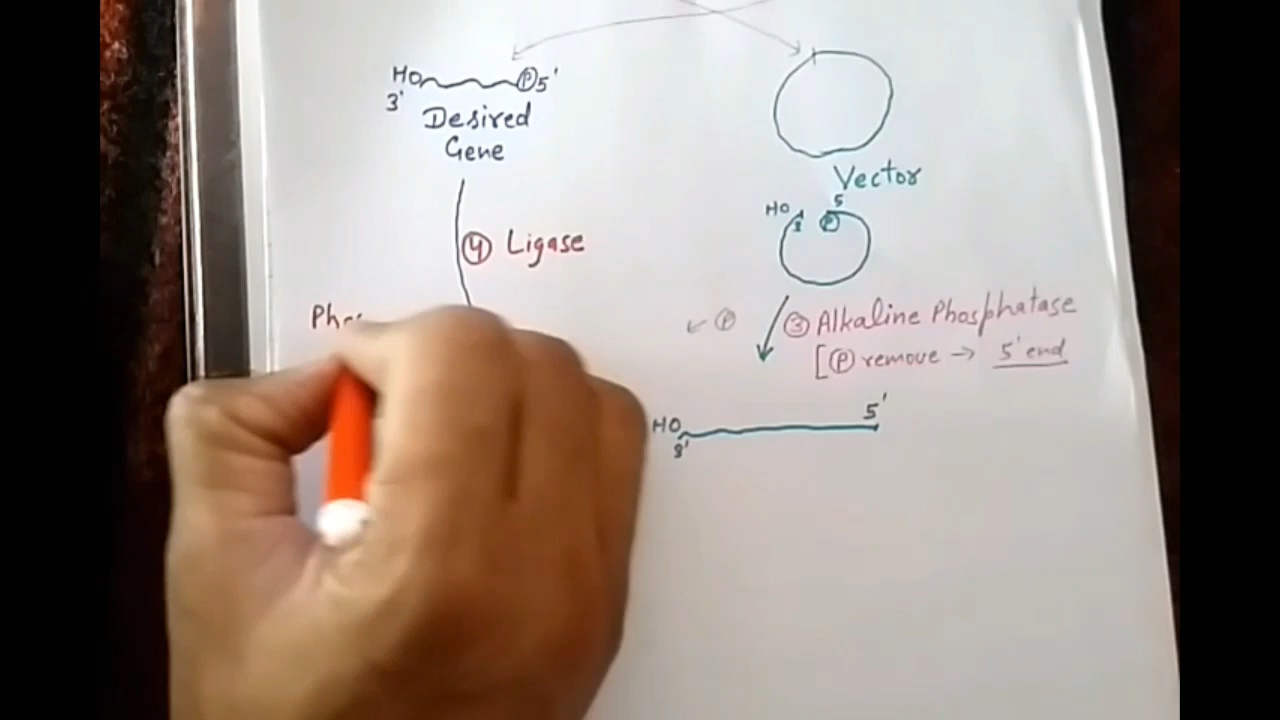 HO P 5'
3'
Desired
Gene
Vector
HO 5
3 P
4 Ligase
P
3 Alkaline Phosphatase
[P remove → 5' end
HO 5'
3'